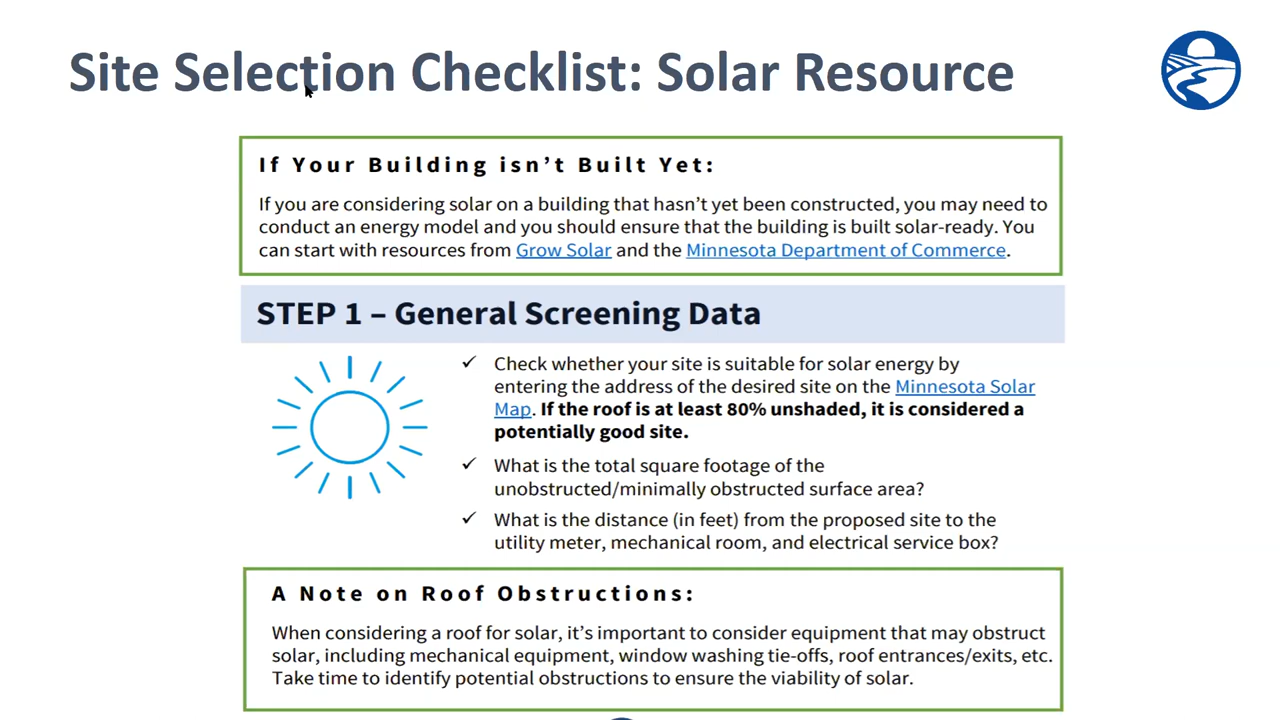 Site Selection Checklist: Solar Resource
If Your Building isn't Built Yet:
If you are considering solar on a building that hasn't yet been constructed, you may need to
conduct an energy model and you should ensure that the building is built solar-ready. You
can start with resources from Grow Solar and the Minnesota Department of Commerce.
STEP 1 – General Screening Data
✓ Check whether your site is suitable for solar energy by
entering the address of the desired site on the Minnesota Solar
Map. If the roof is at least 80% unshaded, it is considered a
potentially good site.
✓ What is the total square footage of the
unobstructed/minimally obstructed surface area?
✓ What is the distance (in feet) from the proposed site to the
utility meter, mechanical room, and electrical service box?
A Note on Roof Obstructions:
When considering a roof for solar, it's important to consider equipment that may obstruct
solar, including mechanical equipment, window washing tie-offs, roof entrances/exits, etc.
Take time to identify potential obstructions to ensure the viability of solar.